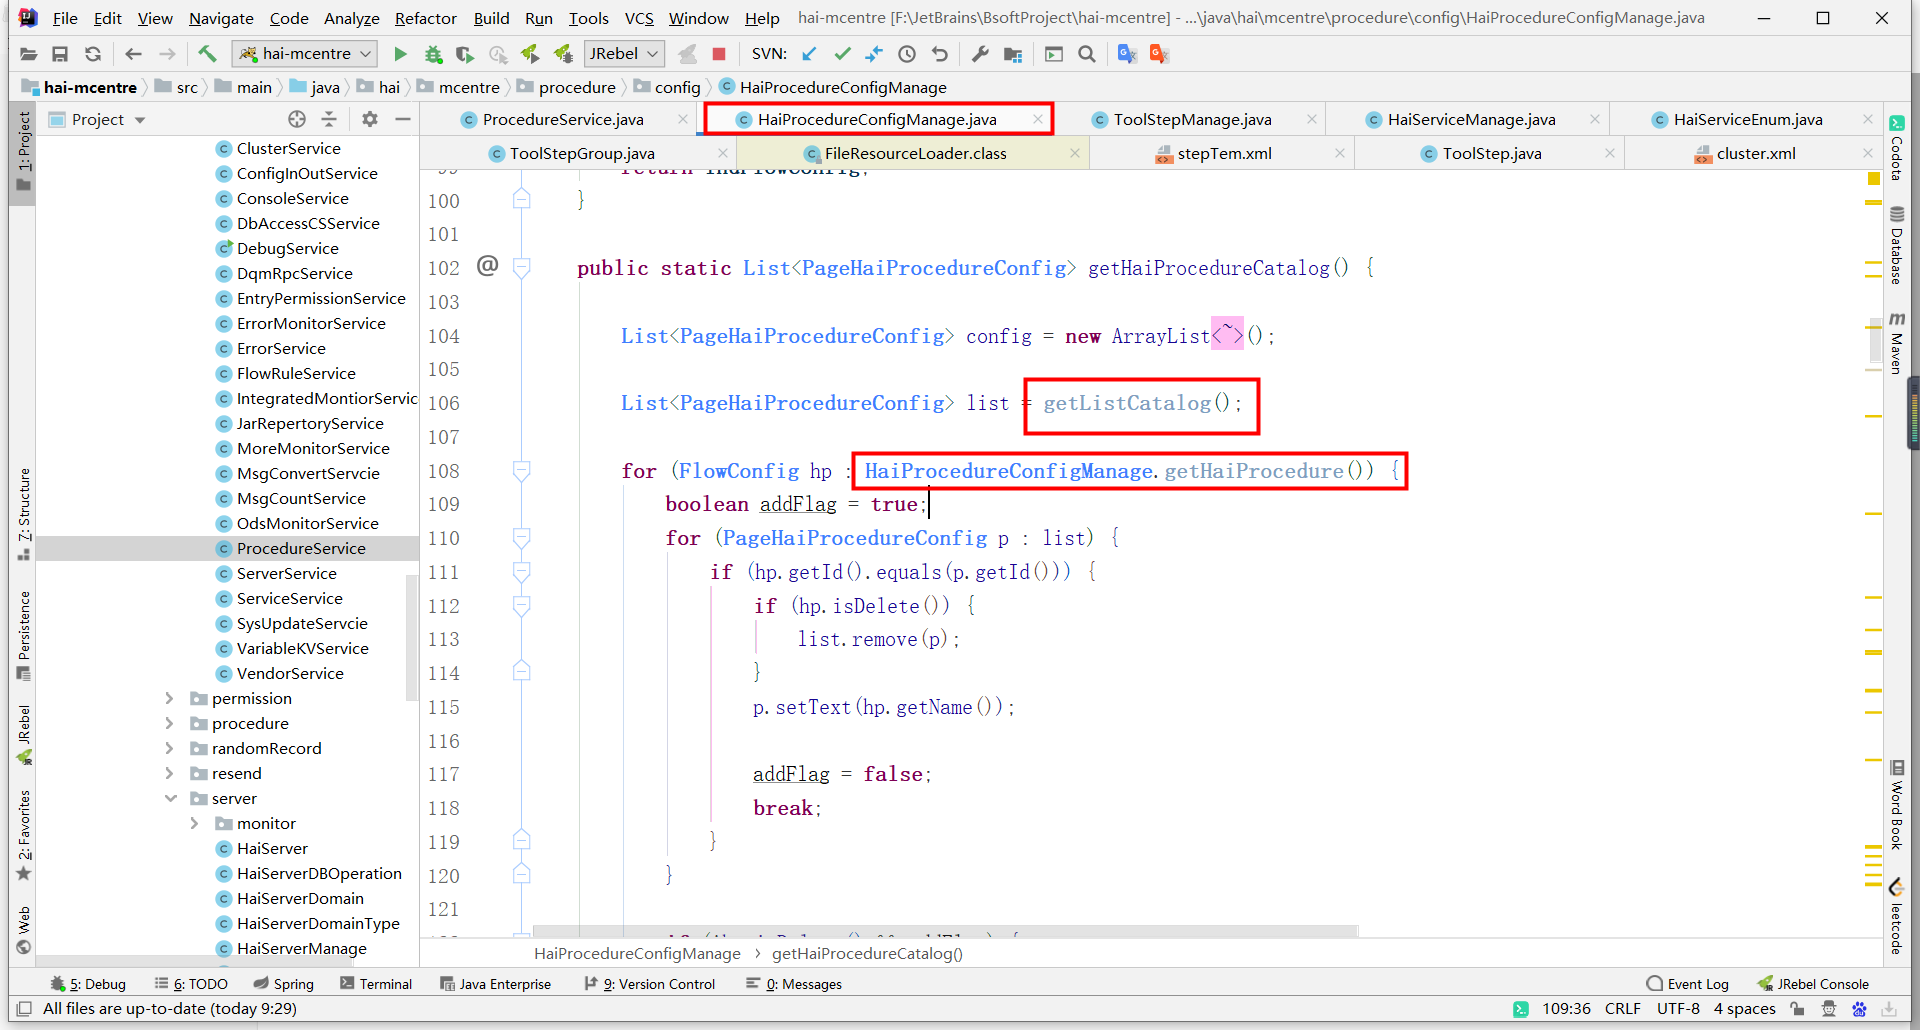 File Edit View Navigate Code Analyze Refactor Build Run Tools VCS Window Help hai-mcentre [F:\JetBrains\BsoftProject\hai-mcentre] - ...\java\hai\mcentre\procedure\config\HaiProcedureConfigManage.java
hai-mcentre JRebel SVN:
hai-mcentre src main java hai mcentre procedure config HaiProcedureConfigManage
Project
ProcedureService.java HaiProcedureConfigManage.java ToolStepManage.java HaiServiceManage.java HaiServiceEnum.java
ToolStepGroup.java FileResourceLoader.class stepTem.xml ToolStep.java cluster.xml
1: Project
Z: Structure
Persistence
JRebel
2: Favorites
Web
ClusterService
ConfigInOutService
ConsoleService
DbAccessCSService
DebugService
DqmRpcService
EntryPermissionService
ErrorMonitorService
ErrorService
FlowRuleService
IntegratedMontiorServic
JarRepertoryService
MoreMonitorService
MsgConvertServcie
MsgCountService
OdsMonitorService
ProcedureService
ServerService
ServiceService
SysUpdateServcie
VariableKVService
VendorService
permission
procedure
randomRecord
resend
server
monitor
HaiServer
HaiServerDBOperation
HaiServerDomain
HaiServerDomainType
HaiServerManage
100 }
101
102 @ public static List<PageHaiProcedureConfig> getHaiProcedureCatalog() {
103
104 List<PageHaiProcedureConfig> config = new ArrayList<~>();
105
106 List<PageHaiProcedureConfig> list = getListCatalog();
107
108 for (FlowConfig hp : HaiProcedureConfigManage.getHaiProcedure()) {
109 boolean addFlag = true;
110 for (PageHaiProcedureConfig p : list) {
111 if (hp.getId().equals(p.getId())) {
112 if (hp.isDelete()) {
113 list.remove(p);
114 }
115 p.setText(hp.getName());
116
117 addFlag = false;
118 break;
119 }
120 }
121
HaiProcedureConfigManage > getHaiProcedureCatalog()
Codota
Database
Maven
Word Book
leetcode
5: Debug 6: TODO Spring Terminal Java Enterprise 9: Version Control 0: Messages Event Log JRebel Console
All files are up-to-date (today 9:29) 109:36 CRLF UTF-8 4 spaces